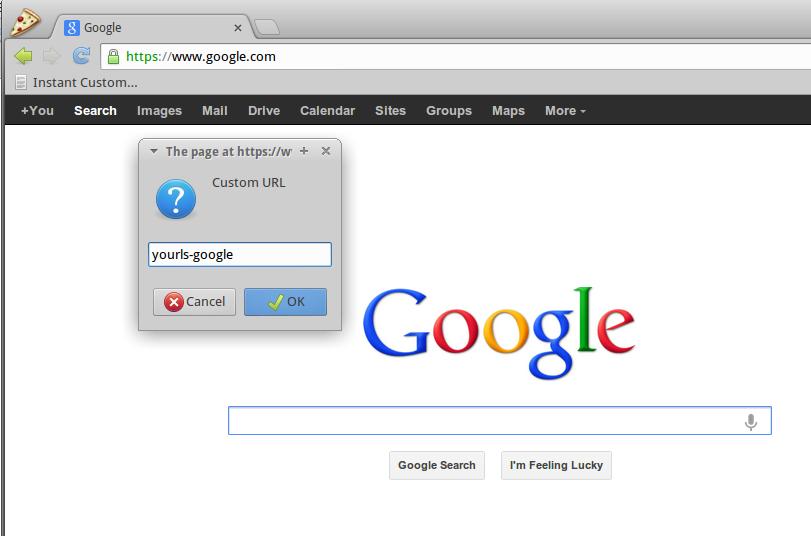 Google
https://www.google.com
Instant Custom...
+You Search Images Mail Drive Calendar Sites Groups Maps More
The page at https://w
Custom URL
yourls-google
Cancel OK
Google
Google Search I'm Feeling Lucky